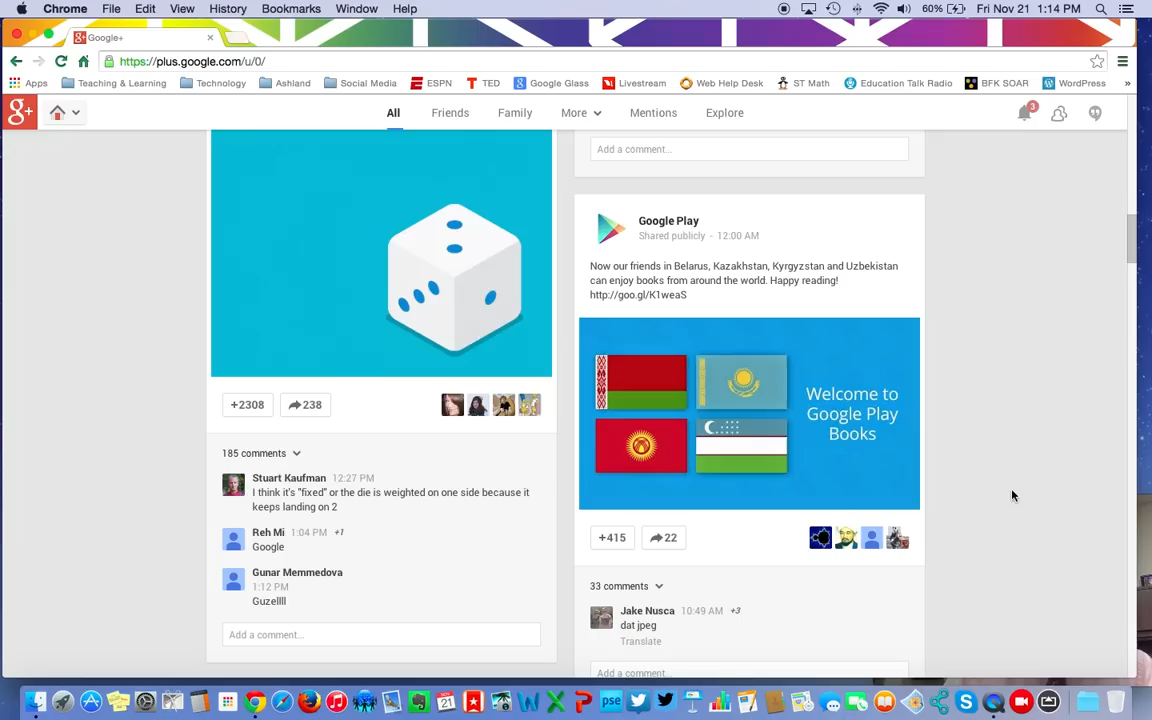 Chrome File Edit View History Bookmarks Window Help 60% Fri Nov 21 1:14 PM
Google+
https://plus.google.com/u/0/
Apps Teaching & Learning Technology Ashland Social Media ESPN TED Google Glass Livestream Web Help Desk ST Math Education Talk Radio BFK SOAR WordPress »
g+ All Friends Family More Mentions Explore 3
Add a comment...
Google Play
Shared publicly - 12:00 AM
Now our friends in Belarus, Kazakhstan, Kyrgyzstan and Uzbekistan
can enjoy books from around the world. Happy reading!
http://goo.gl/K1weaS
Welcome to
Google Play
Books
+415 22
33 comments
Jake Nusca 10:49 AM +3
dat jpeg
Translate
Add a comment...
+2308 238
185 comments
Stuart Kaufman 12:27 PM
I think it's "fixed" or the die is weighted on one side because it
keeps landing on 2
Reh Mi 1:04 PM +1
Google
Gunar Memmedova
1:12 PM
Guzellll
Add a comment...
21 W X P pse S